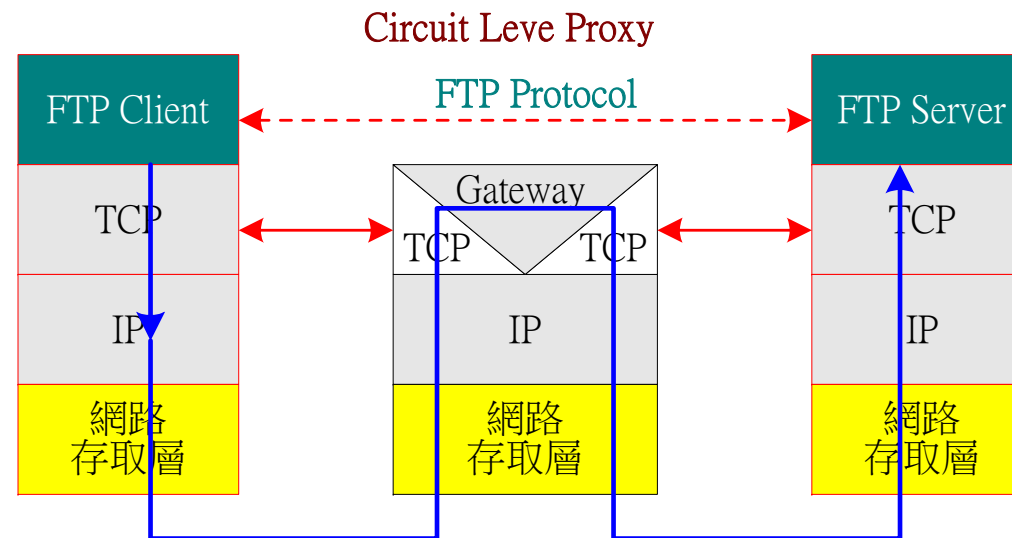 Circuit Leve Proxy
FTP Client
FTP Protocol
FTP Server
TCP
Gateway
TCP
TCP
TCP
IP
IP
IP
網路
存取層
網路
存取層
網路
存取層